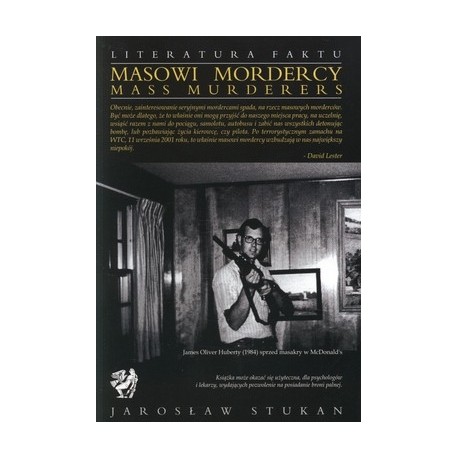 LITERATURA FAKTU
MASOWI MORDERCY
MASS MURDERERS
Obecnie, zainteresowanie seryjnymi mordercami spada, na rzecz masowych morderców.
Być może dlatego, że to właśnie oni mogą przyjść do naszego miejsca pracy, na uczelnię,
wsiąść razem z nami do pociągu, samolotu, autobusu i zabić nas wszystkich detonując
bombę, lub pozbawiając życia kierowcę, czy pilota. Po terrorystycznym zamachu na
WTC, 11 września 2001 roku, to właśnie masowi mordercy wzbudzają w nas największy
niepokój.
- David Lester
James Oliver Huberty (1984) sprzed masakry w McDonald's
Książka może okazać się użyteczna, dla psychologów
i lekarzy, wydających pozwolenie na posiadanie broni palnej.
JAROSŁAW STUKAN